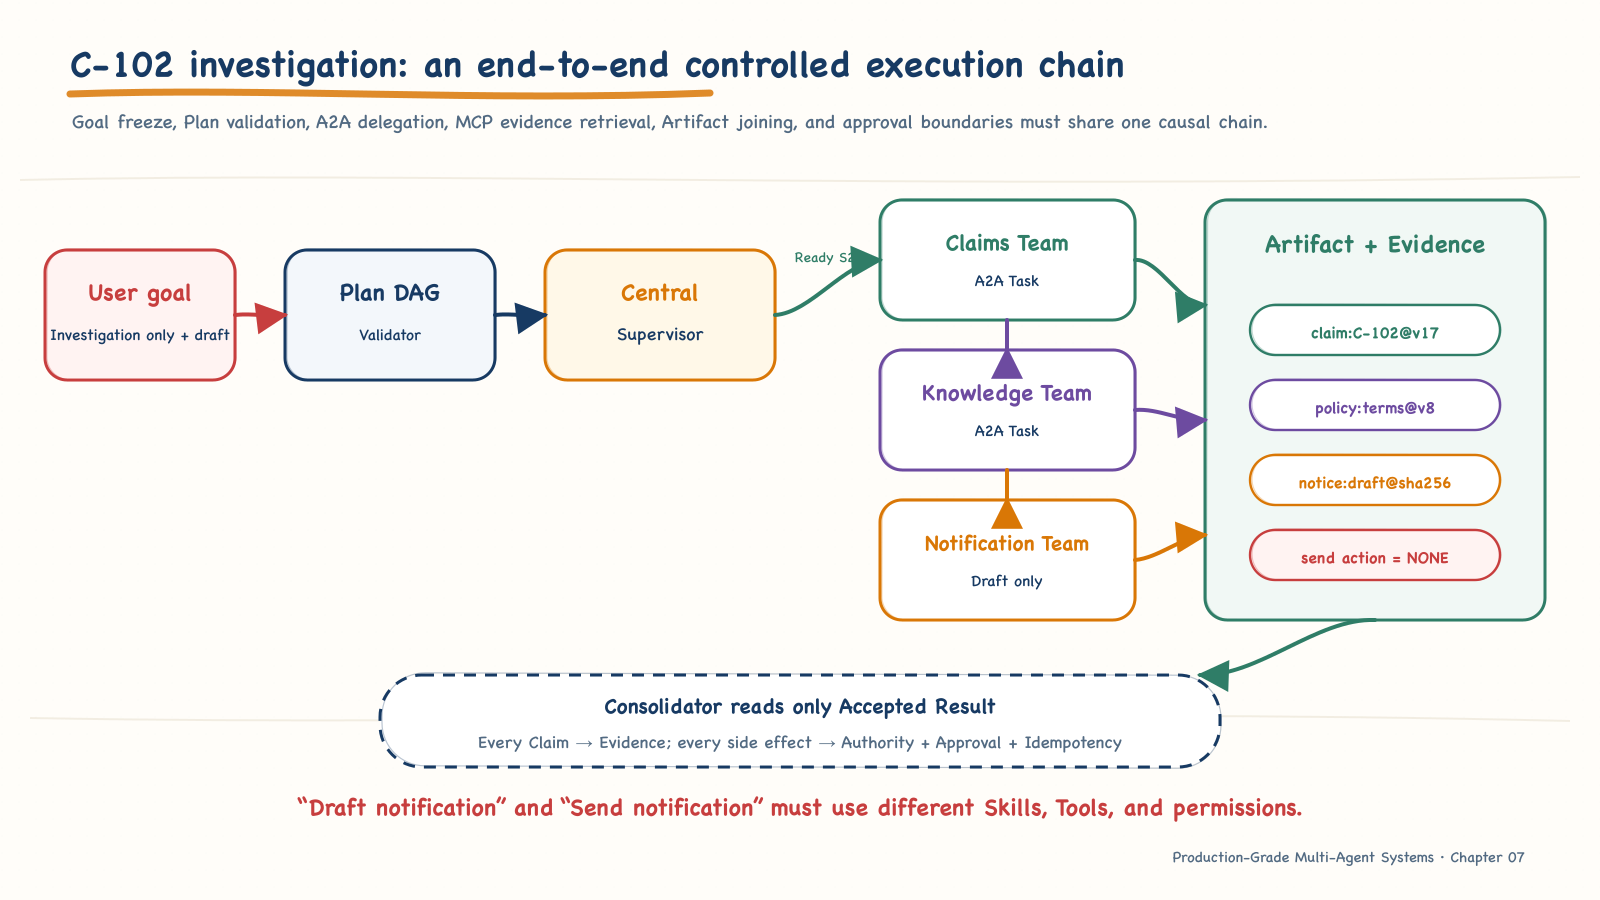 C-102 investigation: an end-to-end controlled execution chain
Goal freeze, Plan validation, A2A delegation, MCP evidence retrieval, Artifact joining, and approval boundaries must share one causal chain.
User goal
Investigation only + draft
Plan DAG
Validator
Central
Supervisor
Ready S2
Claims Team
A2A Task
Knowledge Team
A2A Task
Notification Team
Draft only
Artifact + Evidence
claim:C-102@v17
policy:terms@v8
notice:draft@sha256
send action = NONE
Consolidator reads only Accepted Result
Every Claim → Evidence; every side effect → Authority + Approval + Idempotency
“Draft notification” and “Send notification” must use different Skills, Tools, and permissions.
Production-Grade Multi-Agent Systems · Chapter 07